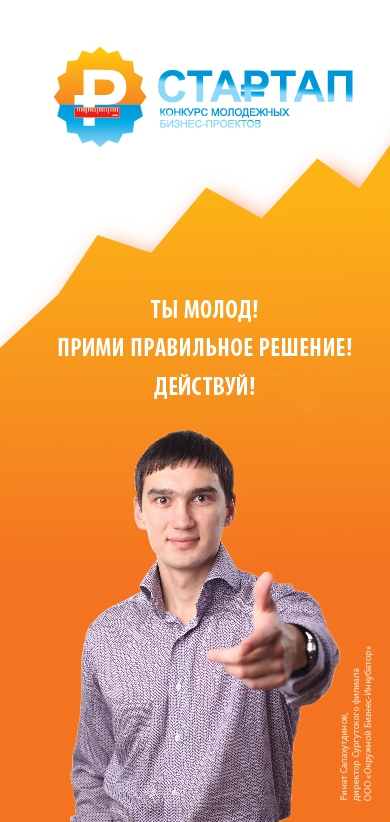 СТАРТАП
КОНКУРС МОЛОДЕЖНЫХ
БИЗНЕС-ПРОЕКТОВ
ТЫ МОЛОД!
ПРИМИ ПРАВИЛЬНОЕ РЕШЕНИЕ!
ДЕЙСТВУЙ!
Ринат Салахутдинов,
директор Сургутского филиала
ООО «Окружной Бизнес-Инкубатор»